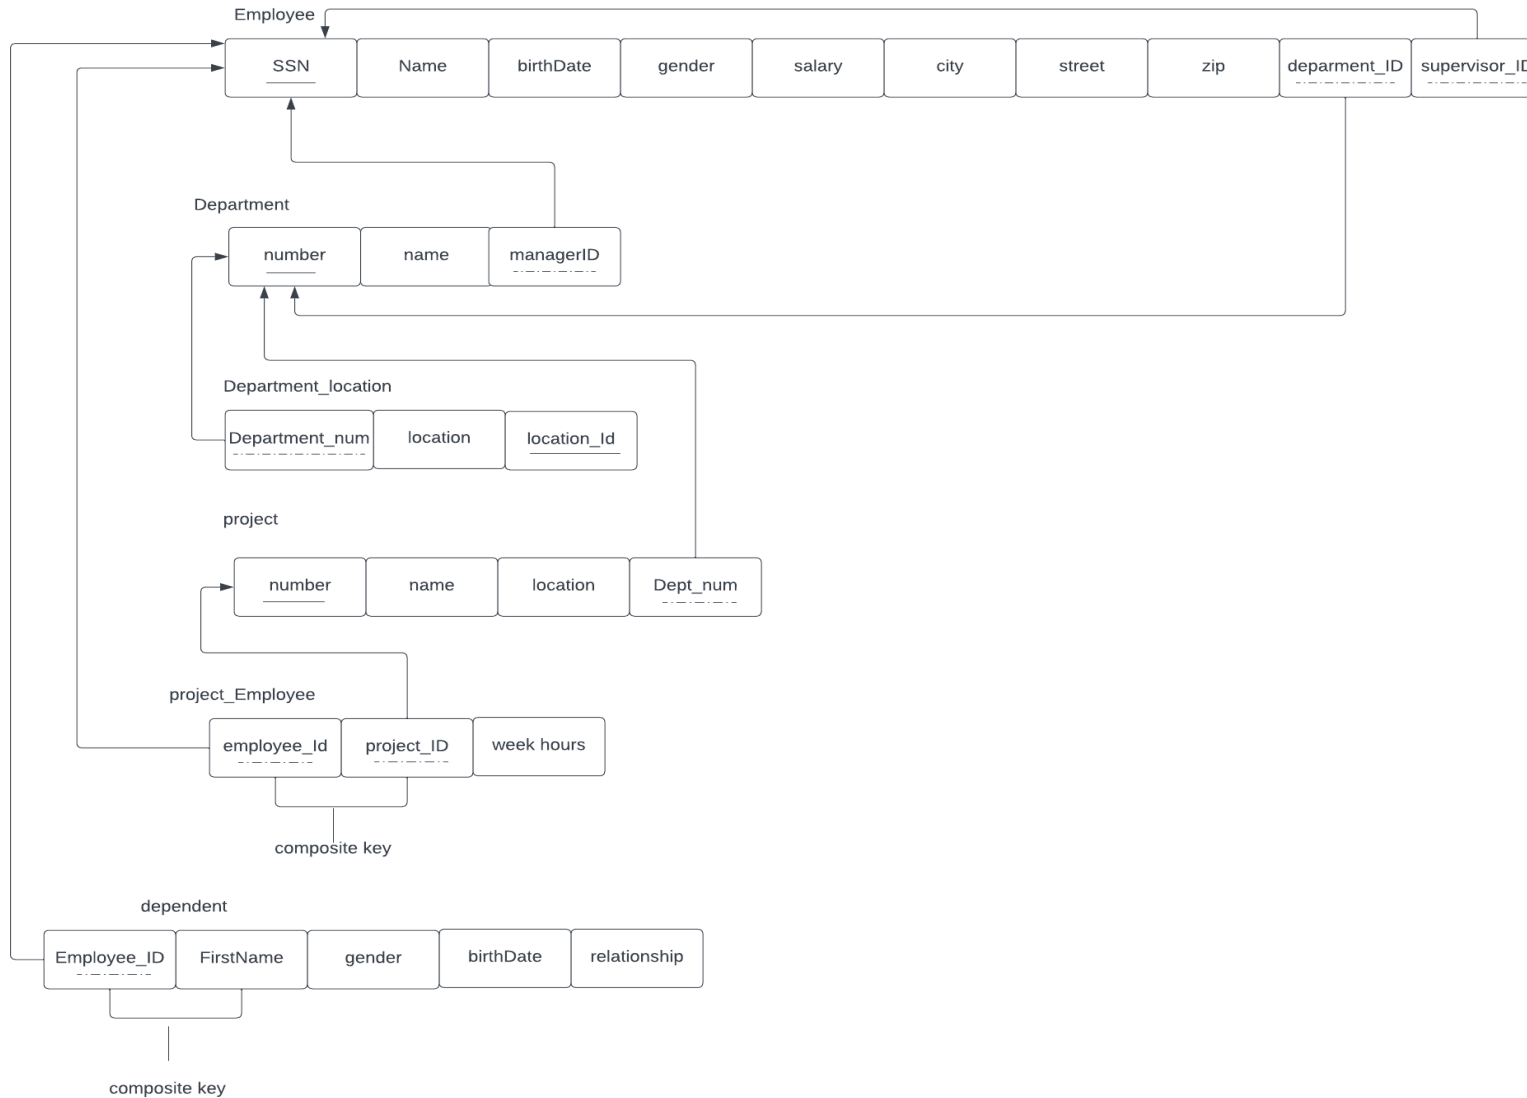 Employee
SSN Name birthDate gender salary city street zip deparment_ID supervisor_ID
Department
number name managerID
Department_location
Department_num location location_Id
project
number name location Dept_num
project_Employee
employee_Id project_ID week hours
composite key
dependent
Employee_ID FirstName gender birthDate relationship
composite key